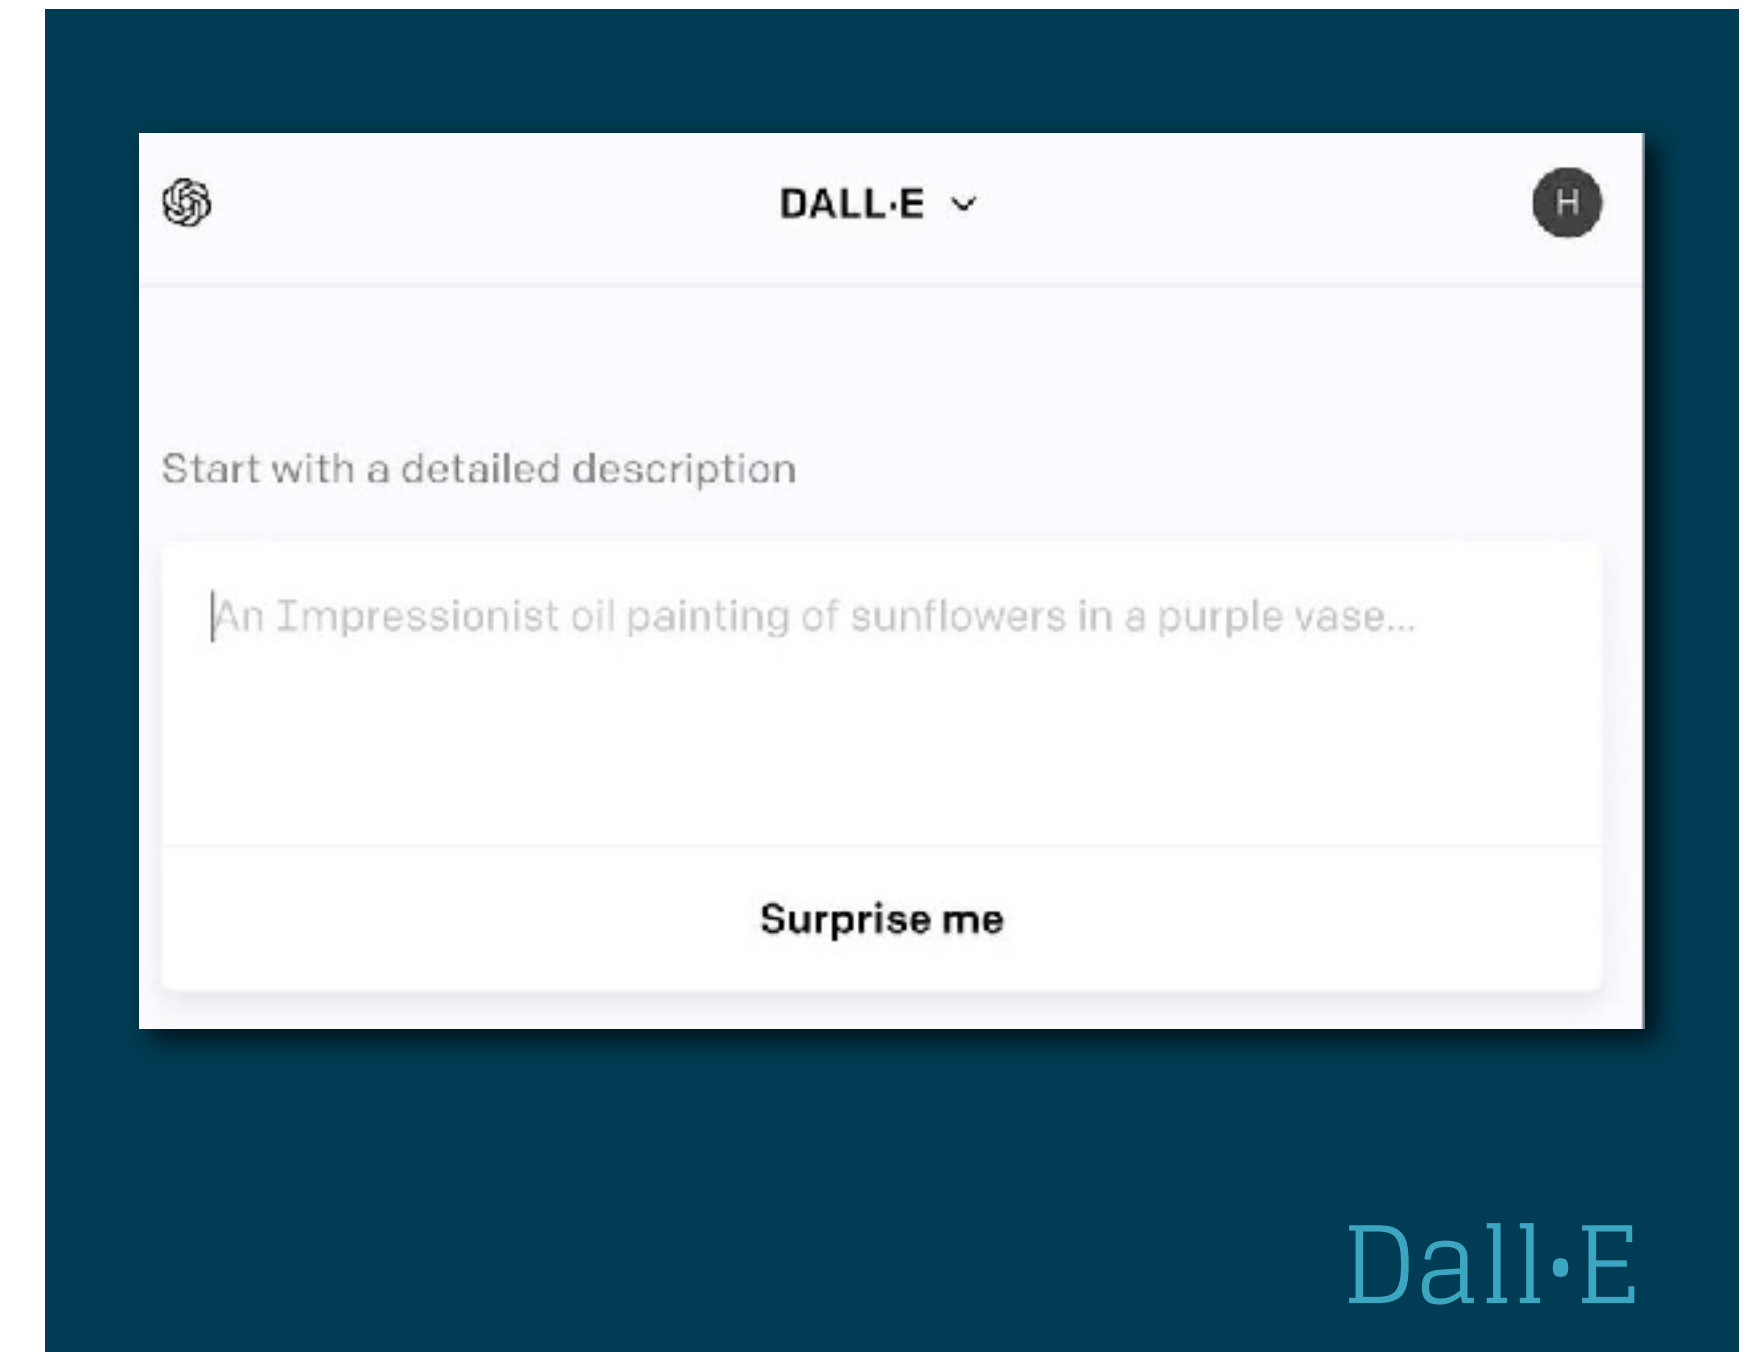 DALL·E
H
Start with a detailed description
An Impressionist oil painting of sunflowers in a purple vase...
Surprise me
Dall·E